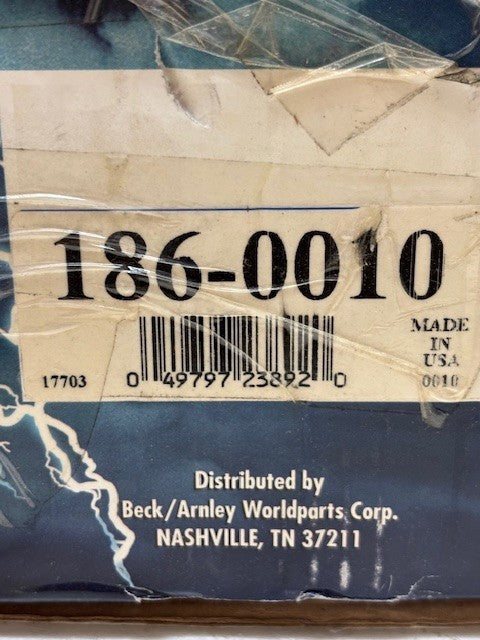 186-0010
MADE
IN
USA
0010
17703
0 49797 23892 0
Distributed by
Beck/Arnley Worldparts Corp.
NASHVILLE, TN 37211